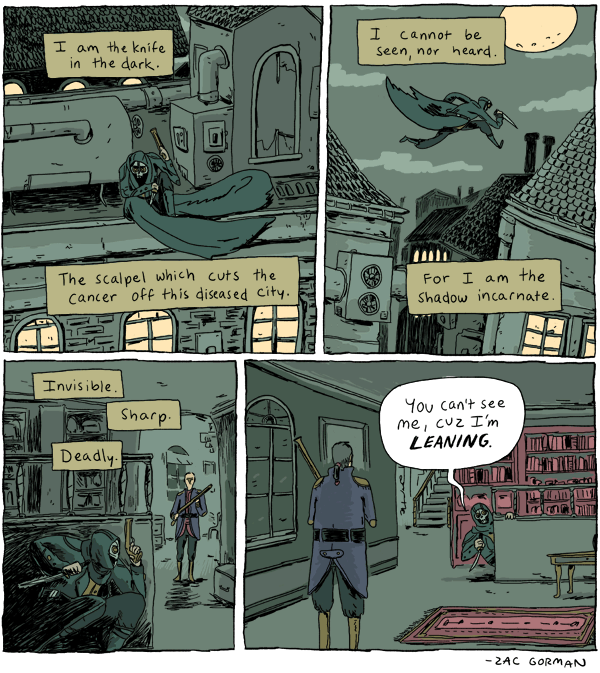 I am the knife
in the dark.
The scalpel which cuts the
cancer off this diseased city.
I cannot be
seen, nor heard.
For I am the
shadow incarnate.
Invisible.
Sharp.
Deadly.
You can't see
me, cuz I'm
LEANING.
-ZAC GORMAN